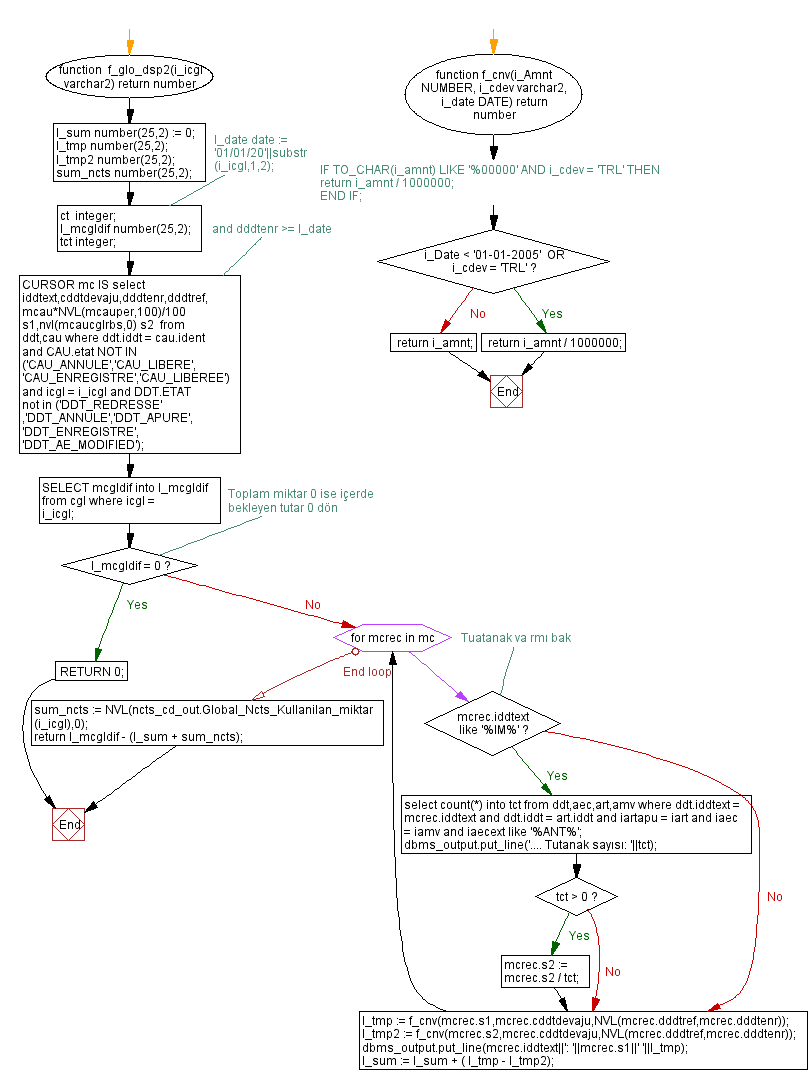 function f_glo_dsp2(i_icgl
varchar2) return number
l_sum number(25,2) := 0;
l_tmp number(25,2);
l_tmp2 number(25,2);
sum_ncts number(25,2);
l_date date :=
'01/01/20'||substr
(i_icgl,1,2);
ct integer;
l_mcgldif number(25,2);
tct integer;
and dddtenr >= l_date
CURSOR mc IS select
iddtext,cddtdevaju,dddtenr,dddtref,
mcau*NVL(mcauper,100)/100
s1,nvl(mcaucglrbs,0) s2 from
ddt,cau where ddt.iddt = cau.ident
and CAU.etat NOT IN
('CAU_ANNULE','CAU_LIBERE',
'CAU_ENREGISTRE','CAU_LIBEREE')
and icgl = i_icgl and DDT.ETAT
not in ('DDT_REDRESSE'
,'DDT_ANNULE','DDT_APURE',
'DDT_ENREGISTRE',
'DDT_AE_MODIFIED');
SELECT mcgldif into l_mcgldif
from cgl where icgl =
i_icgl;
Toplam miktar 0 ise içerde
bekleyen tutar 0 dön
l_mcgldif = 0 ?
Yes
No
RETURN 0;
for mcrec in mc
End loop
sum_ncts := NVL(ncts_cd_out.Global_Ncts_Kullanilan_miktar
(i_icgl),0);
return l_mcgldif - (l_sum + sum_ncts);
End
Tuatanak va rmı bak
mcrec.iddtext
like '%IM%' ?
Yes
No
select count(*) into tct from ddt,aec,art,amv where ddt.iddtext =
mcrec.iddtext and ddt.iddt = art.iddt and iartapu = iart and iaec
= iamv and iaecext like '%ANT%';
dbms_output.put_line('.... Tutanak sayısı: '||tct);
tct > 0 ?
Yes
No
mcrec.s2 :=
mcrec.s2 / tct;
l_tmp := f_cnv(mcrec.s1,mcrec.cddtdevaju,NVL(mcrec.dddtref,mcrec.dddtenr));
l_tmp2 := f_cnv(mcrec.s2,mcrec.cddtdevaju,NVL(mcrec.dddtref,mcrec.dddtenr));
dbms_output.put_line(mcrec.iddtext||': '||mcrec.s1||' '||l_tmp);
l_sum := l_sum + ( l_tmp - l_tmp2);
function f_cnv(i_Amnt
NUMBER, i_cdev varchar2,
i_date DATE) return
number
IF TO_CHAR(i_amnt) LIKE '%00000' AND i_cdev = 'TRL' THEN
return i_amnt / 1000000;
END IF;
i_Date < '01-01-2005' OR
i_cdev = 'TRL' ?
No
Yes
return i_amnt;
return i_amnt / 1000000;
End